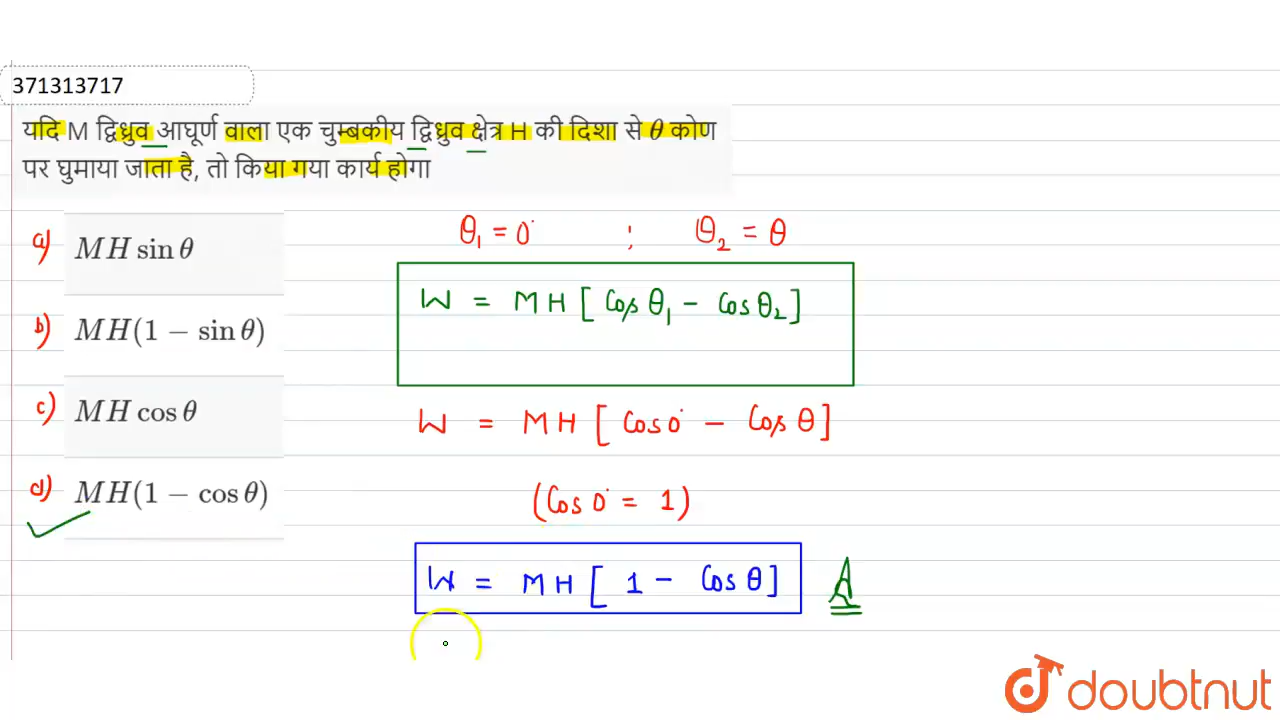 371313717
यदि M द्विध्रुव आघूर्ण वाला एक चुम्बकीय द्विध्रुव क्षेत्र H की दिशा से θ कोण
पर घुमाया जाता है, तो किया गया कार्य होगा
a) MH sin θ
b) MH(1 − sin θ)
c) MH cos θ
d) MH(1 − cos θ)
θ₁ = 0° ; θ₂ = θ
W = MH [Cos θ₁ − Cos θ₂]
W = MH [Cos 0° − Cos θ]
(Cos 0° = 1)
W = MH [1 − Cos θ] A
doubtnut